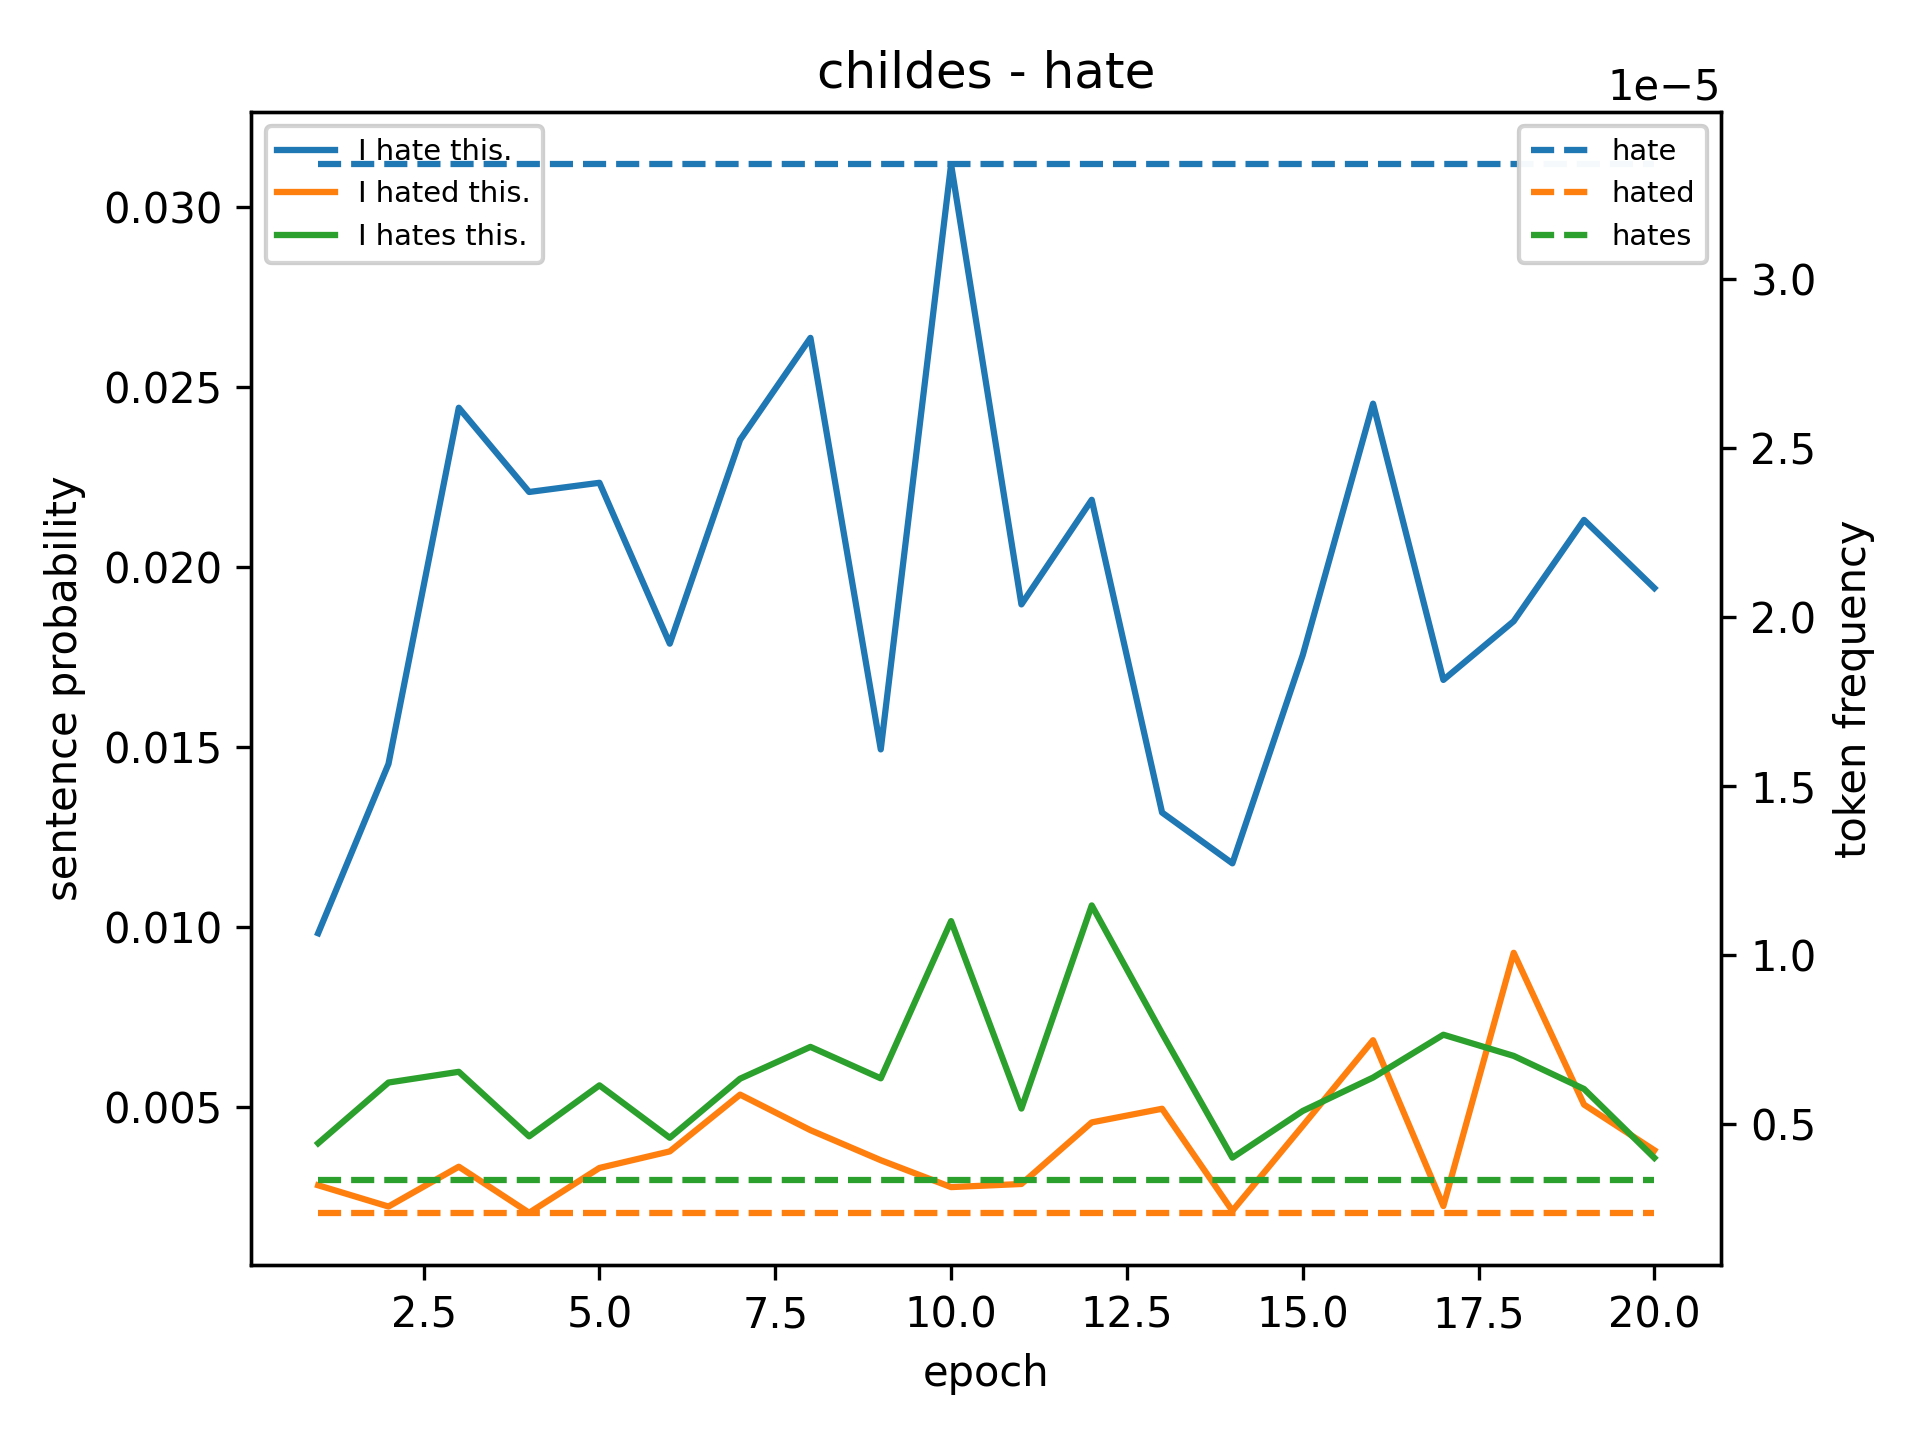 childes - hate
1e−5
I hate this.
I hated this.
I hates this.
hate
hated
hates
0.030
0.025
0.020
0.015
0.010
0.005
sentence probability
3.0
2.5
2.0
1.5
1.0
0.5
token frequency
2.5 5.0 7.5 10.0 12.5 15.0 17.5 20.0
epoch